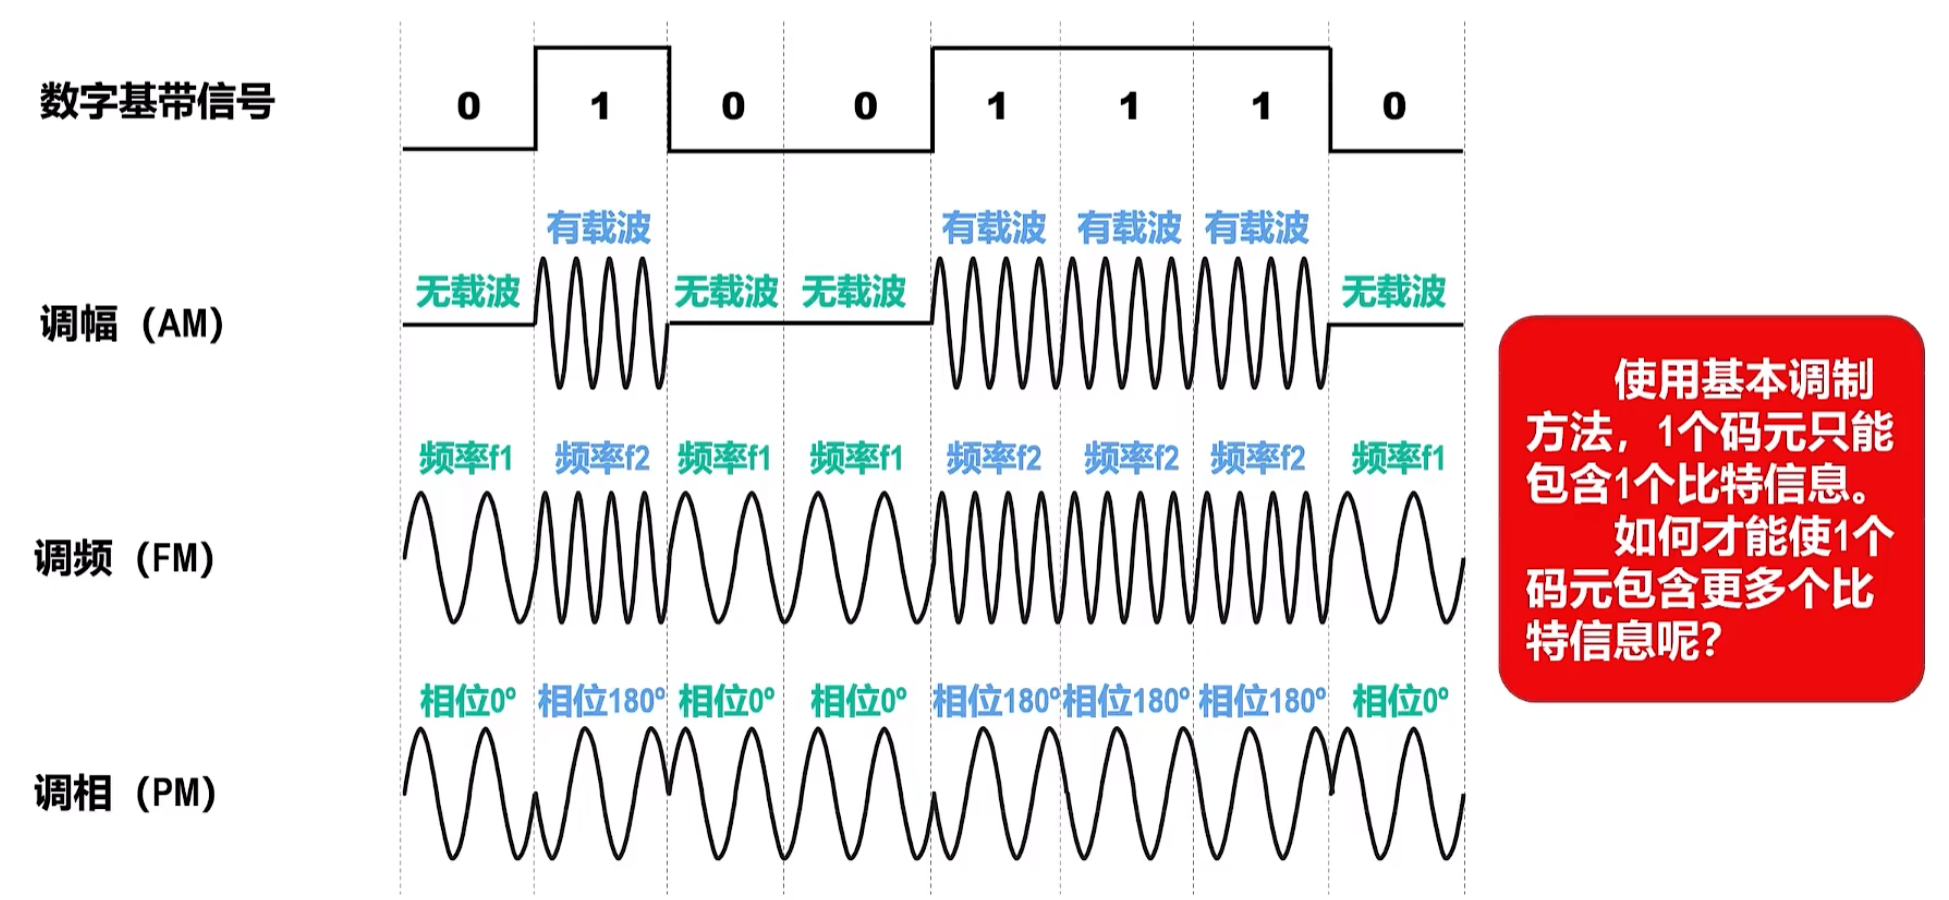 数字基带信号
0 1 0 0 1 1 1 0
有载波 有载波 有载波 有载波
无载波 无载波 无载波 无载波
调幅（AM）
频率f1 频率f2 频率f1 频率f1 频率f2 频率f2 频率f2 频率f1
调频（FM）
相位0° 相位180° 相位0° 相位0° 相位180° 相位180° 相位180° 相位0°
调相（PM）
使用基本调制
方法，1个码元只能
包含1个比特信息。
如何才能使1个
码元包含更多个比
特信息呢？